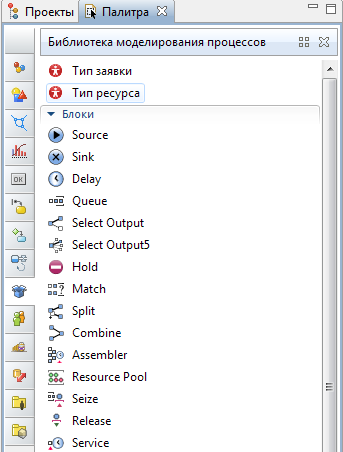 Проекты Палитра
Библиотека моделирования процессов
Тип заявки
Тип ресурса
Блоки
Source
Sink
Delay
Queue
Select Output
Select Output5
Hold
Match
Split
Combine
OK
Assembler
Resource Pool
Seize
Release
Service